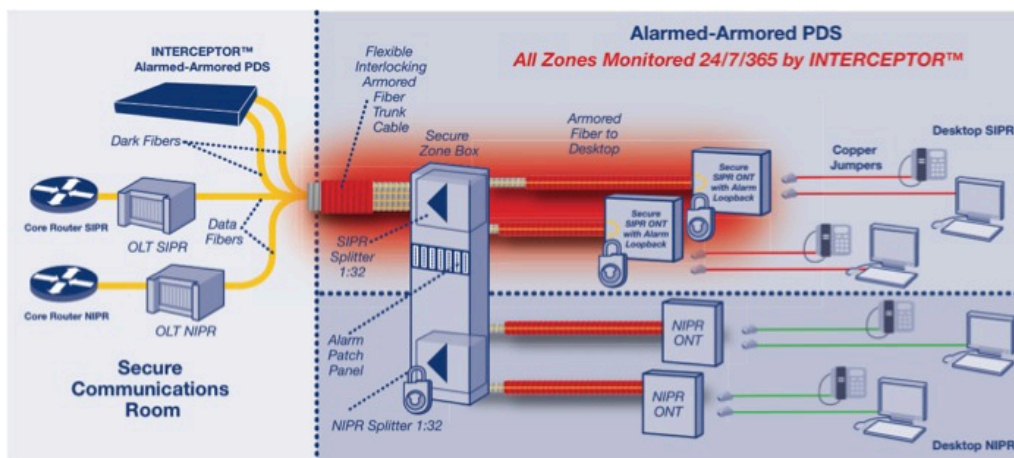 INTERCEPTOR™
Alarmed-Armored PDS
Dark Fibers
Core Router SIPR
OLT SIPR
Data
Fibers
Core Router NIPR
OLT NIPR
Secure
Communications
Room
Flexible
Interlocking
Armored
Fiber
Trunk
Cable
Alarmed-Armored PDS
All Zones Monitored 24/7/365 by INTERCEPTOR™
Secure
Zone Box
Armored
Fiber to
Desktop
Desktop SIPR
Copper
Jumpers
Secure
SIPR ONT
with Alarm
Loopback
Secure
SIPR ONT
with Alarm
Loopback
SIPR
Splitter
1:32
Alarm
Patch
Panel
NIPR Splitter 1:32
NIPR
ONT
NIPR
ONT
Desktop NIPR